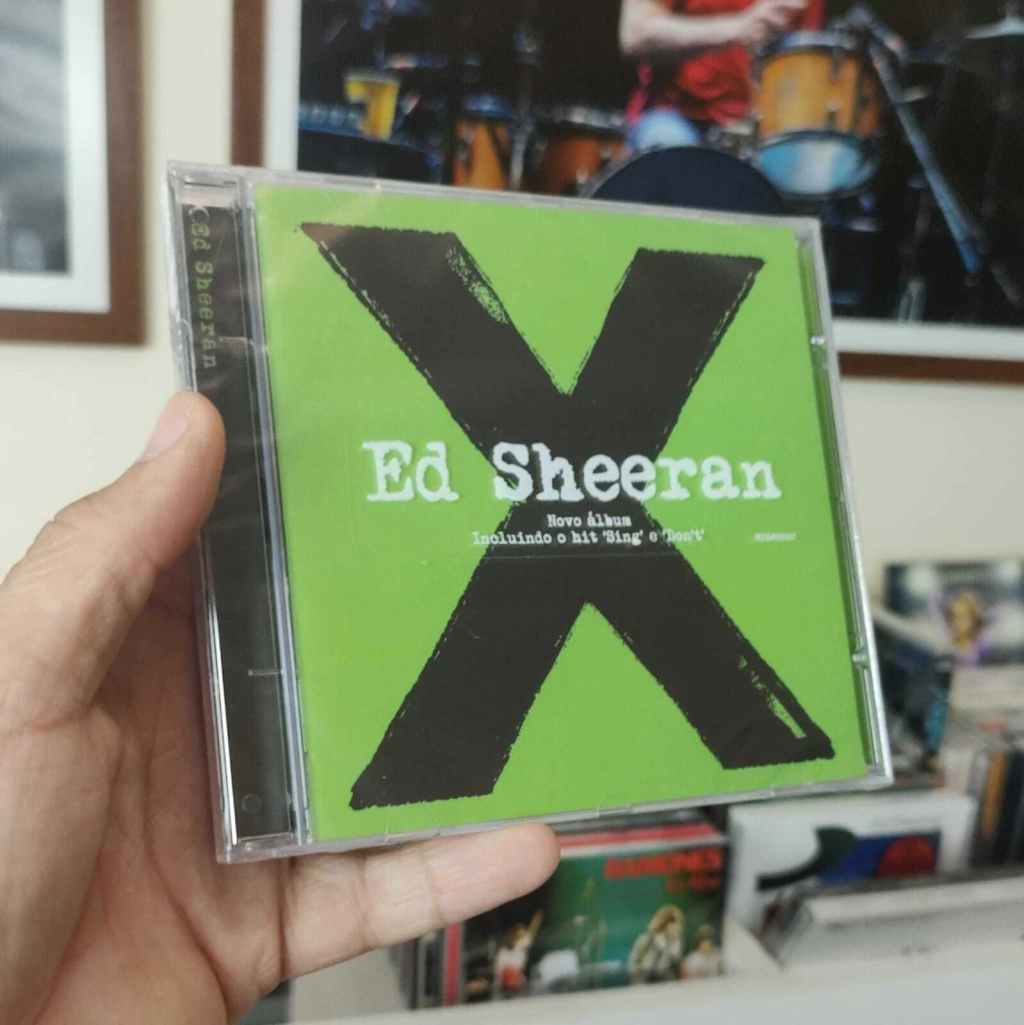 Ed Sheeran
Ed Sheeran
Novo álbum
Incluindo o hit 'Sing' e 'Don't'
RAMONES